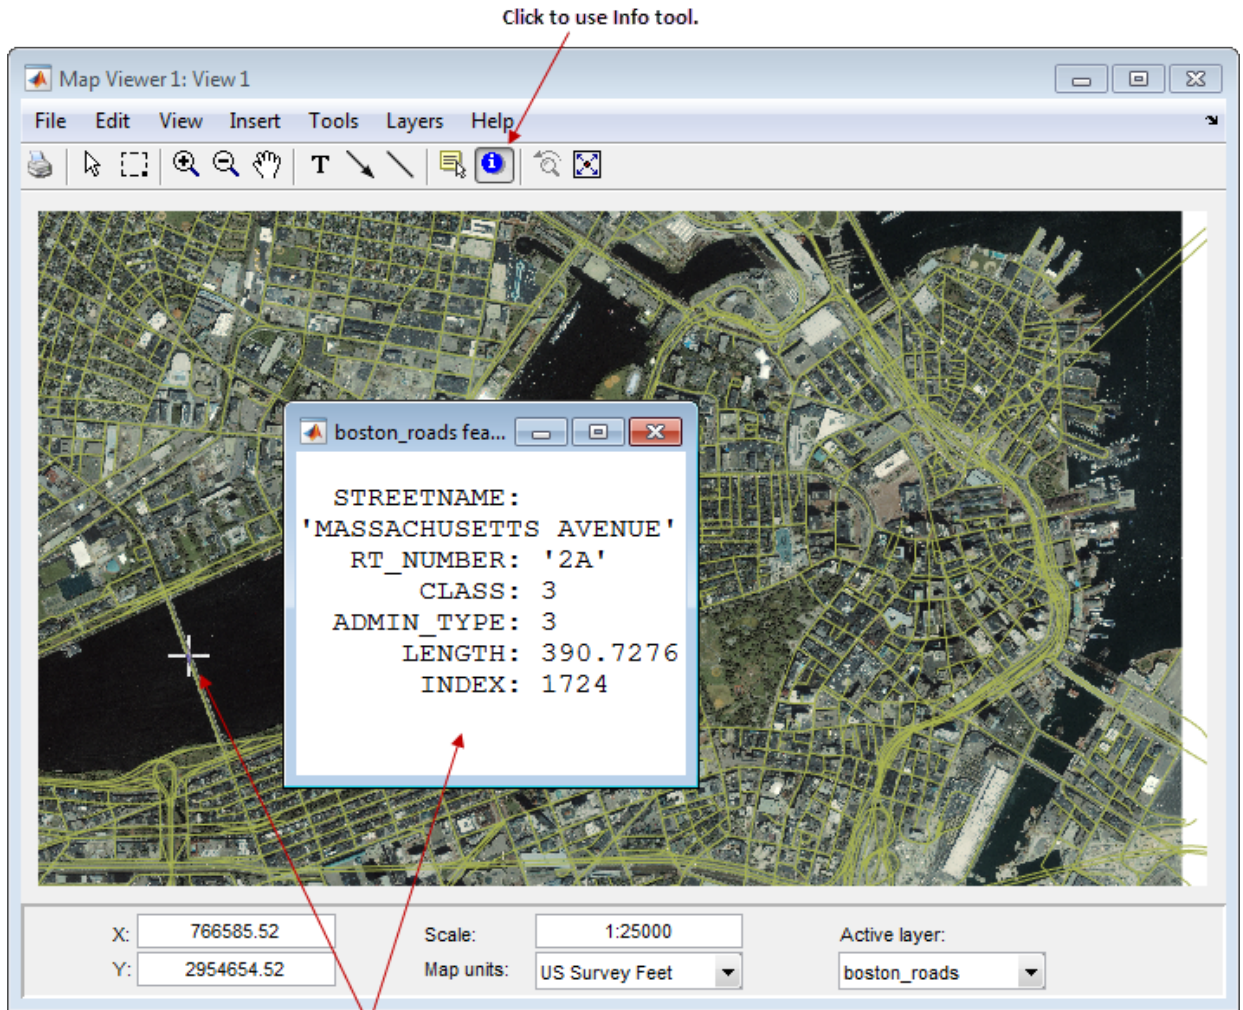 Click to use Info tool.
Map Viewer 1: View 1
File Edit View Insert Tools Layers Help
T i
boston_roads fea...
STREETNAME:
'MASSACHUSETTS AVENUE'
RT_NUMBER: '2A'
CLASS: 3
ADMIN_TYPE: 3
LENGTH: 390.7276
INDEX: 1724
X: 766585.52 Scale: 1:25000 Active layer:
Y: 2954654.52 Map units: US Survey Feet boston_roads